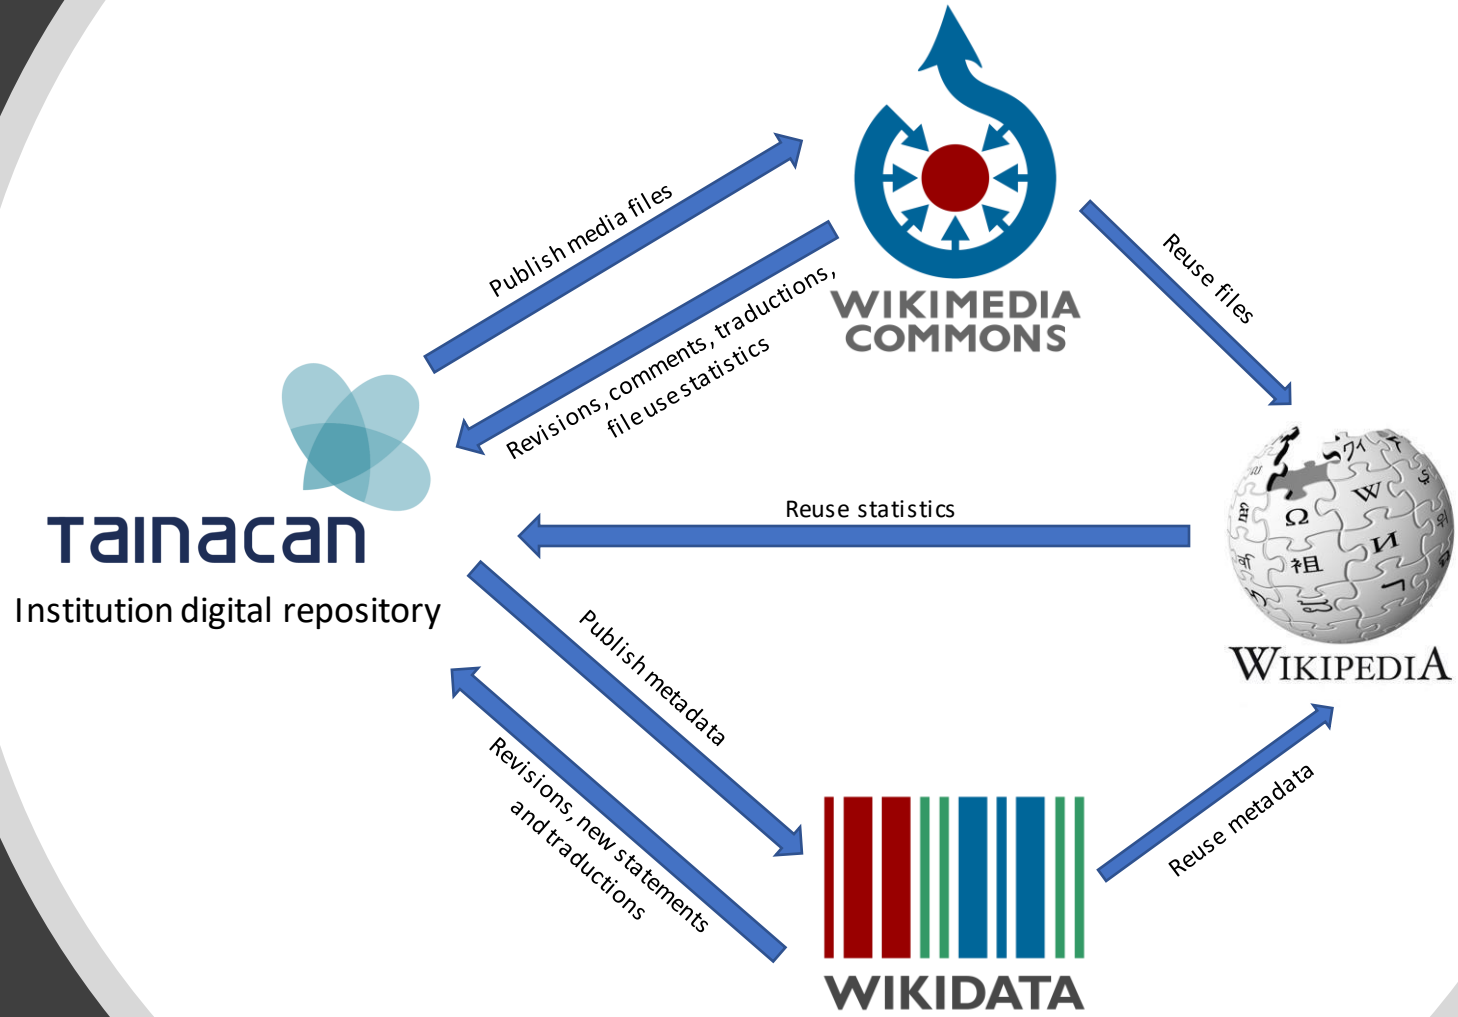 Publish media files
WIKIMEDIA
COMMONS
Reuse files
Revisions, comments, traductions,
file use statistics
TAINACAN
Institution digital repository
Reuse statistics
Ω
W
И
祖
WIKIPEDIA
Publish metadata
Revisions, new statements
and traductions
Reuse metadata
WIKIDATA